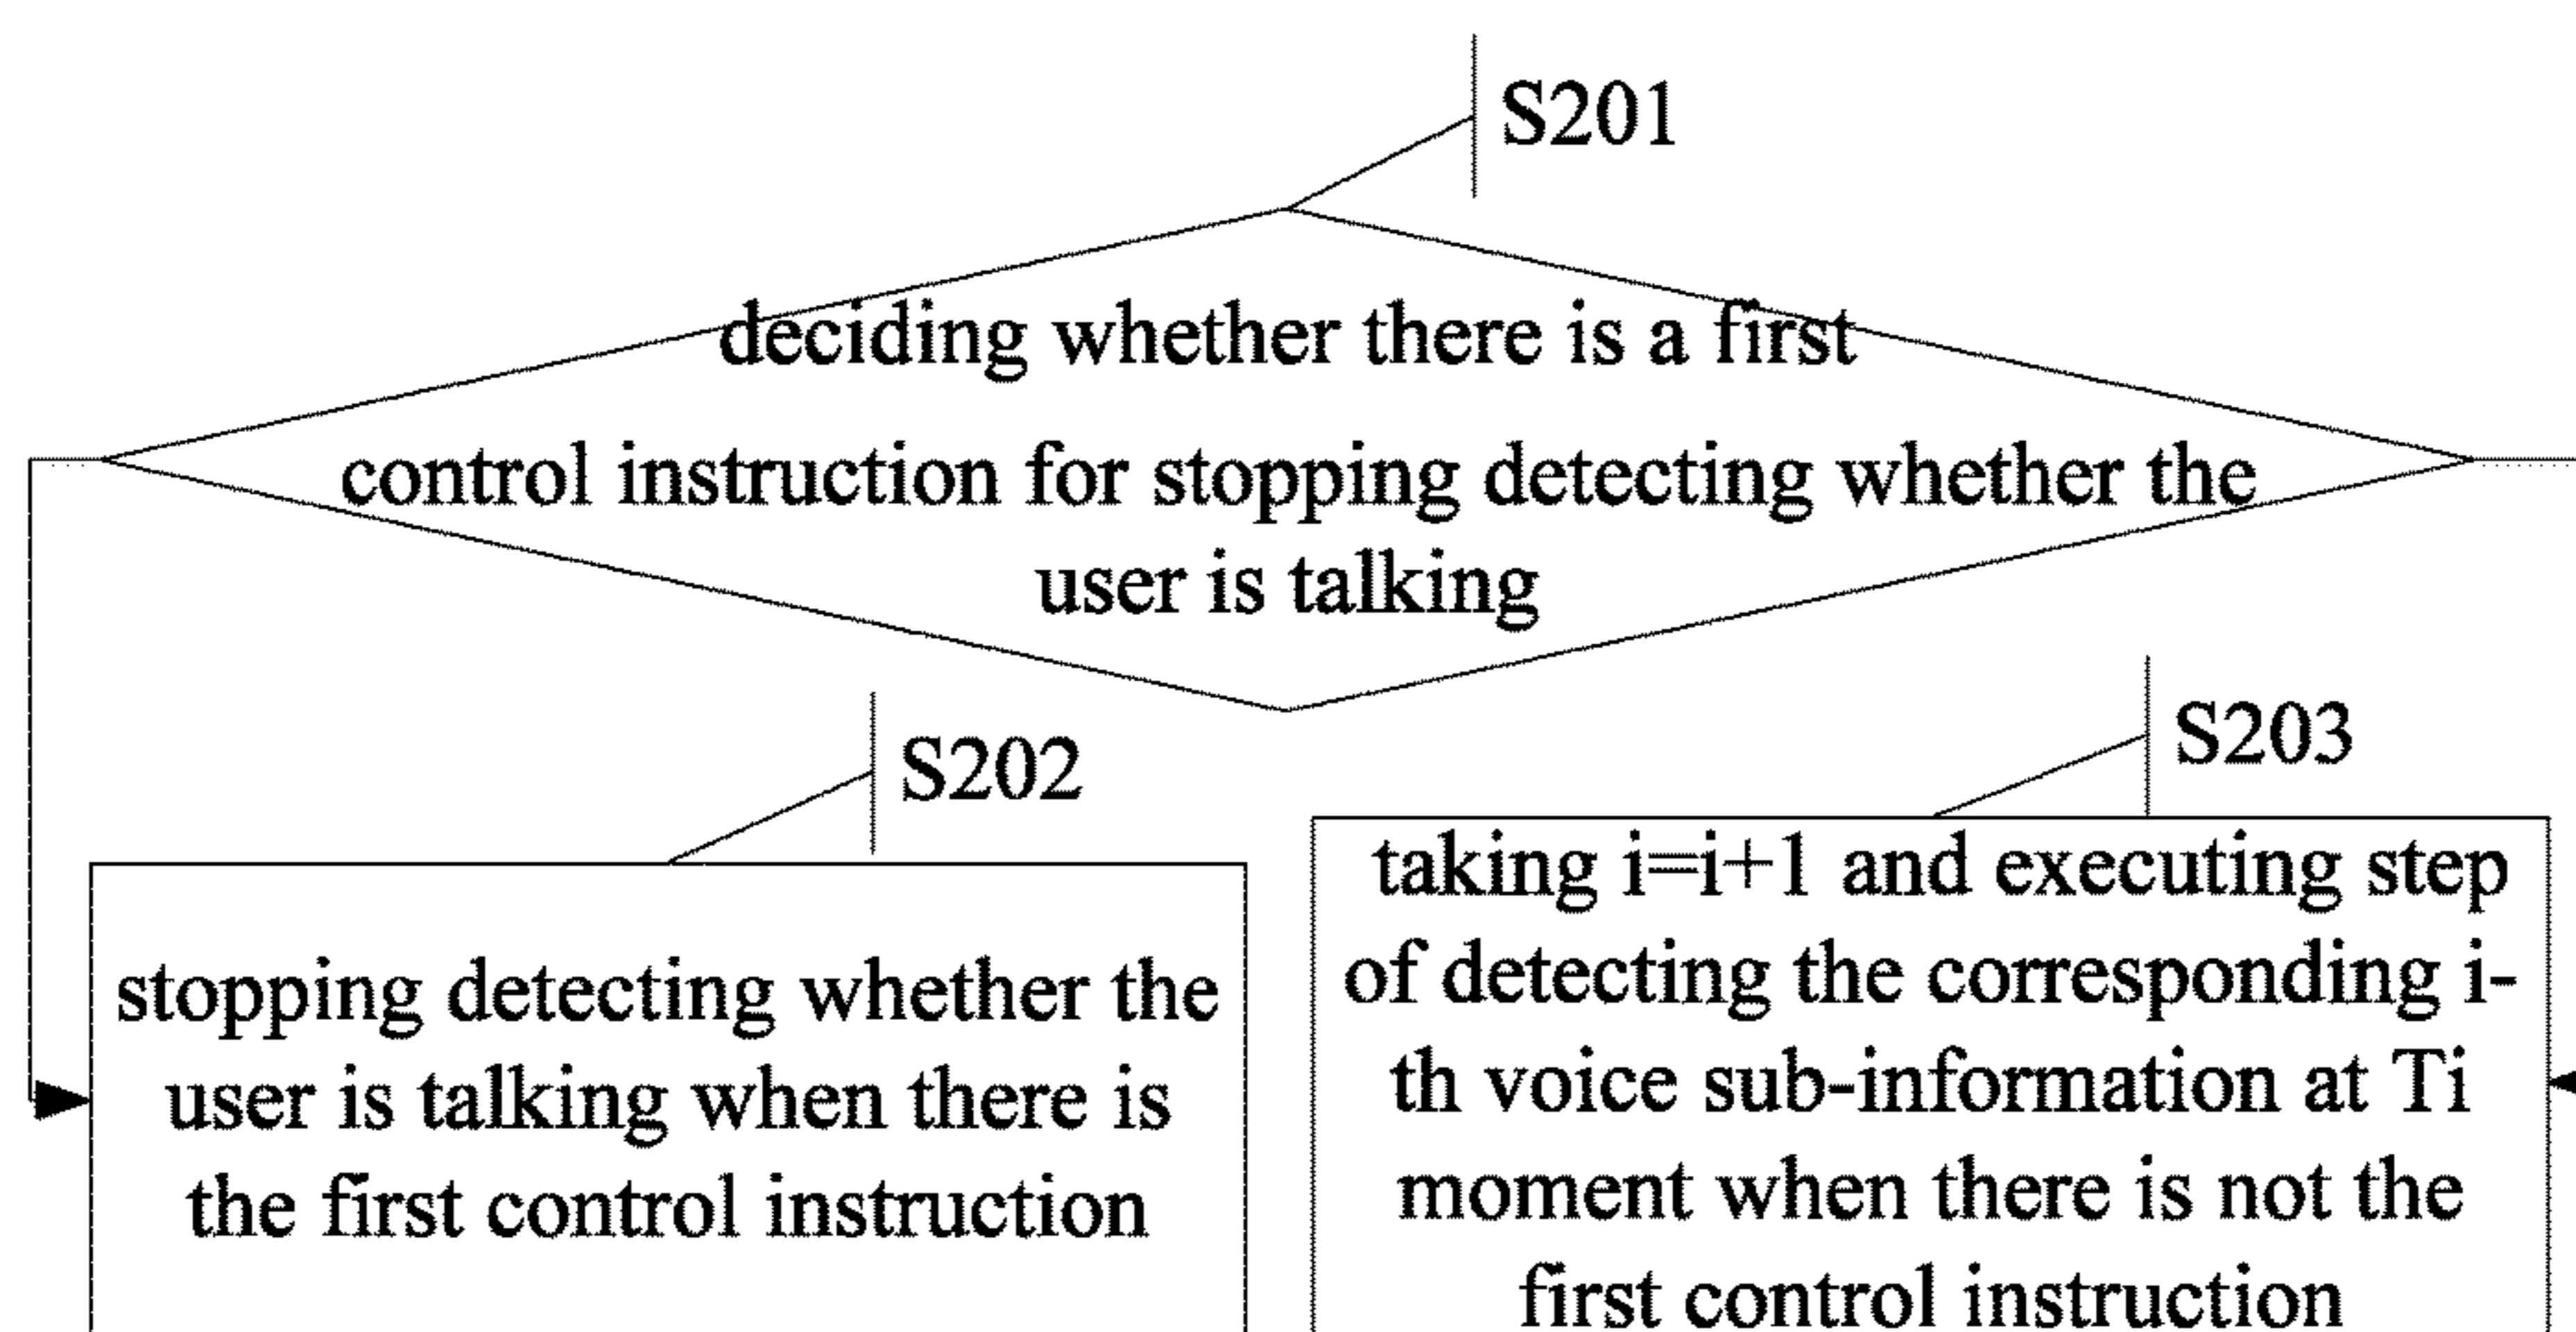 S201
deciding whether there is a first
control instruction for stopping detecting whether the
user is talking
S202
stopping detecting whether the
user is talking when there is
the first control instruction
S203
taking i=i+1 and executing step
of detecting the corresponding i-
th voice sub-information at Ti
moment when there is not the
first control instruction